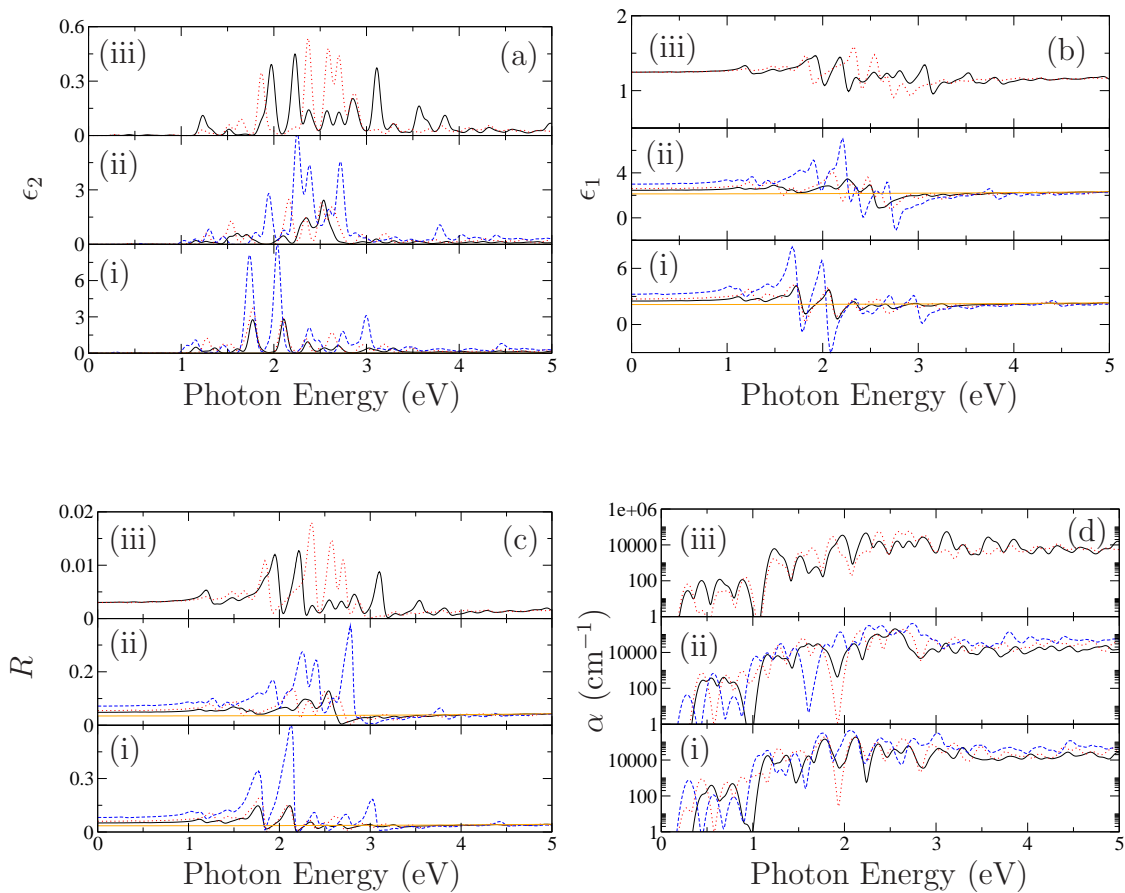 0.6
(iii)
(a)
0.3
0
(ii)
3
ϵ2
0
(i)
6
3
0
0 1 2 3 4 5
Photon Energy (eV)
2
(iii)
(b)
1
(ii)
4
ϵ1
0
(i)
6
0
0 1 2 3 4 5
Photon Energy (eV)
0.02
(iii)
(c)
0.01
0
(ii)
0.2
R
0
(i)
0.3
0
0 1 2 3 4 5
Photon Energy (eV)
1e+06
(iii)
(d)
10000
100
1
(ii)
10000
100
α (cm−1)
1
(i)
10000
100
1
0 1 2 3 4 5
Photon Energy (eV)